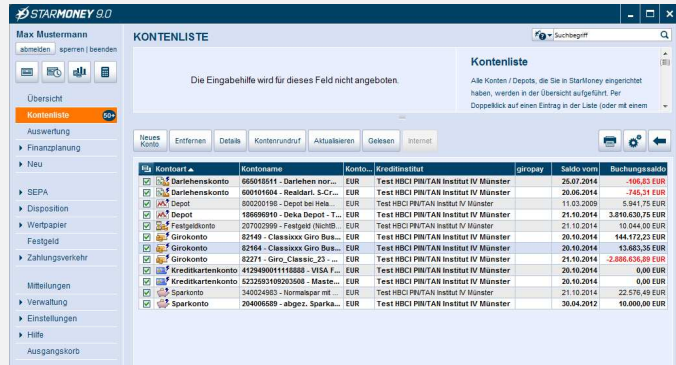 STARMONEY 9.0
Max Mustermann
abmelden sperren | beenden
Übersicht
Kontenliste 50+
Auswertung
Finanzplanung
Neu
SEPA
Disposition
Wertpapier
Festgeld
Zahlungsverkehr
Mitteilungen
Verwaltung
Einstellungen
Hilfe
Ausgangskorb
KONTENLISTE
Suchbegriff
Die Eingabehilfe wird für dieses Feld nicht angeboten.
Kontenliste
Alle Konten / Depots, die Sie in StarMoney eingerichtet
haben, werden in der Übersicht aufgeführt. Per
Doppelklick auf einen Eintrag in der Liste (oder mit einem
Neues Konto Entfernen Details Kontenrundruf Aktualisieren Gelesen Internet
Kontoart Kontoname Konto... Kreditinstitut giropay Saldo vom Buchungssaldo
Darlehenskonto 665018511 - Darlehen nor... EUR Test HBCI PIN/TAN Institut IV Münster 25.07.2014 -106,83 EUR
Darlehenskonto 600101604 - Realdarl. S-Cr... EUR Test HBCI PIN/TAN Institut IV Münster 20.06.2014 -745,31 EUR
Depot 800200198 - Depot bei Hela... EUR Test HBCI PIN/TAN Institut IV Münster 11.03.2009 5.941,75 EUR
Depot 186696910 - Deka Depot - T... EUR Test HBCI PIN/TAN Institut IV Münster 21.10.2014 3.810.630,75 EUR
Festgeldkonto 207002999 - Festgeld (NichtB... EUR Test HBCI PIN/TAN Institut IV Münster 21.10.2014 10.044,00 EUR
Girokonto 82149 - Classixx Giro Bus... EUR Test HBCI PIN/TAN Institut IV Münster 20.10.2014 144.172,23 EUR
Girokonto 82164 - Classixx Giro Bus... EUR Test HBCI PIN/TAN Institut IV Münster 20.10.2014 13.683,35 EUR
Girokonto 82271 - Giro_Classic_23 - ... EUR Test HBCI PIN/TAN Institut IV Münster 21.10.2014 -2.886.636,89 EUR
Kreditkartenkonto 4129490011118888 - VISA F... EUR Test HBCI PIN/TAN Institut IV Münster 20.10.2014 0,00 EUR
Kreditkartenkonto 5232593109203508 - Maste... EUR Test HBCI PIN/TAN Institut IV Münster 20.10.2014 0,00 EUR
Sparkonto 340024983 - Normalspar mit ... EUR Test HBCI PIN/TAN Institut IV Münster 21.10.2014 22.576,49 EUR
Sparkonto 204006589 - abgez. Sparka... EUR Test HBCI PIN/TAN Institut IV Münster 30.04.2012 10.000,00 EUR